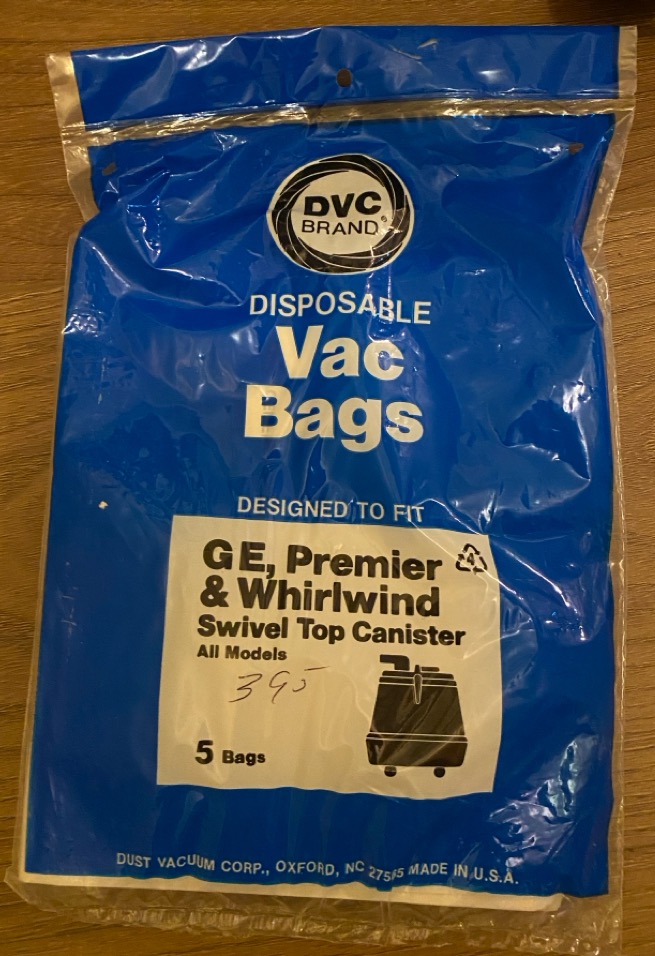 DVC
BRAND®
DISPOSABLE
Vac
Bags
DESIGNED TO FIT
GE, Premier
& Whirlwind
4
Swivel Top Canister
All Models
395
5 Bags
DUST VACUUM CORP., OXFORD, NC 27565 MADE IN U.S.A.